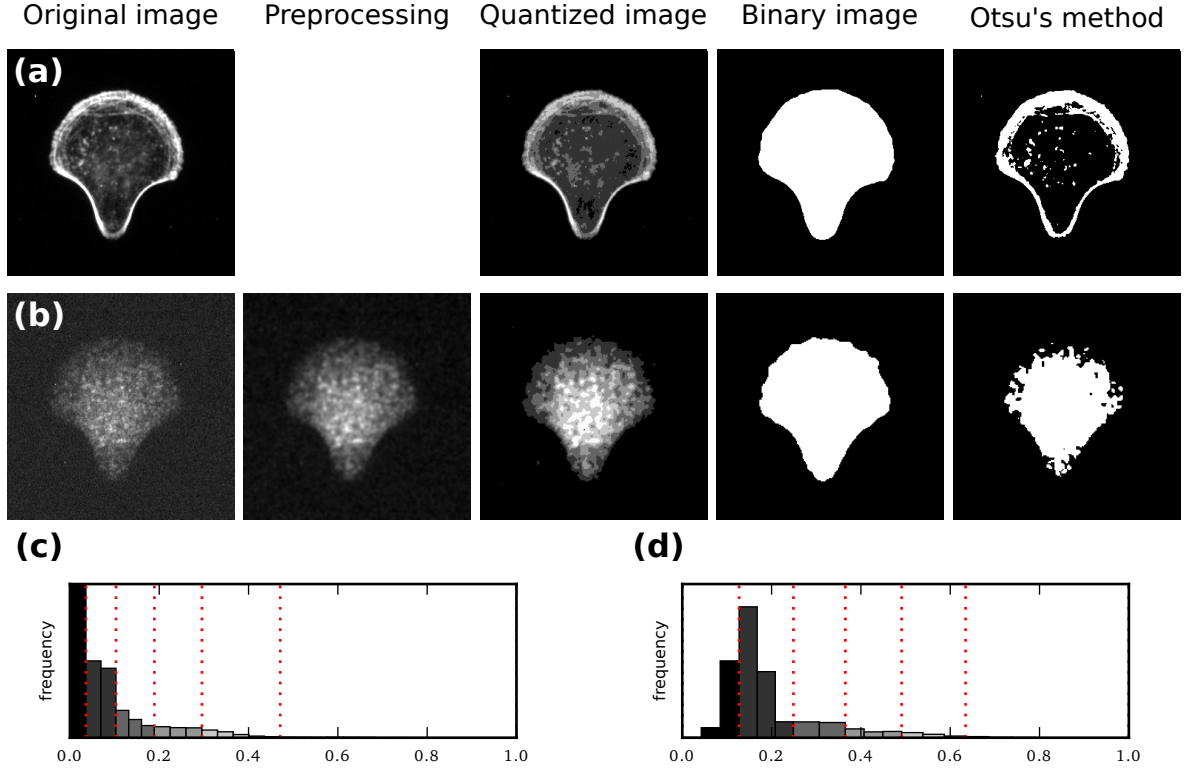 Original image Preprocessing Quantized image Binary image Otsu's method
(a)
(b)
(c) (d)
frequency frequency
0.0 0.2 0.4 0.6 0.8 1.0 0.0 0.2 0.4 0.6 0.8 1.0